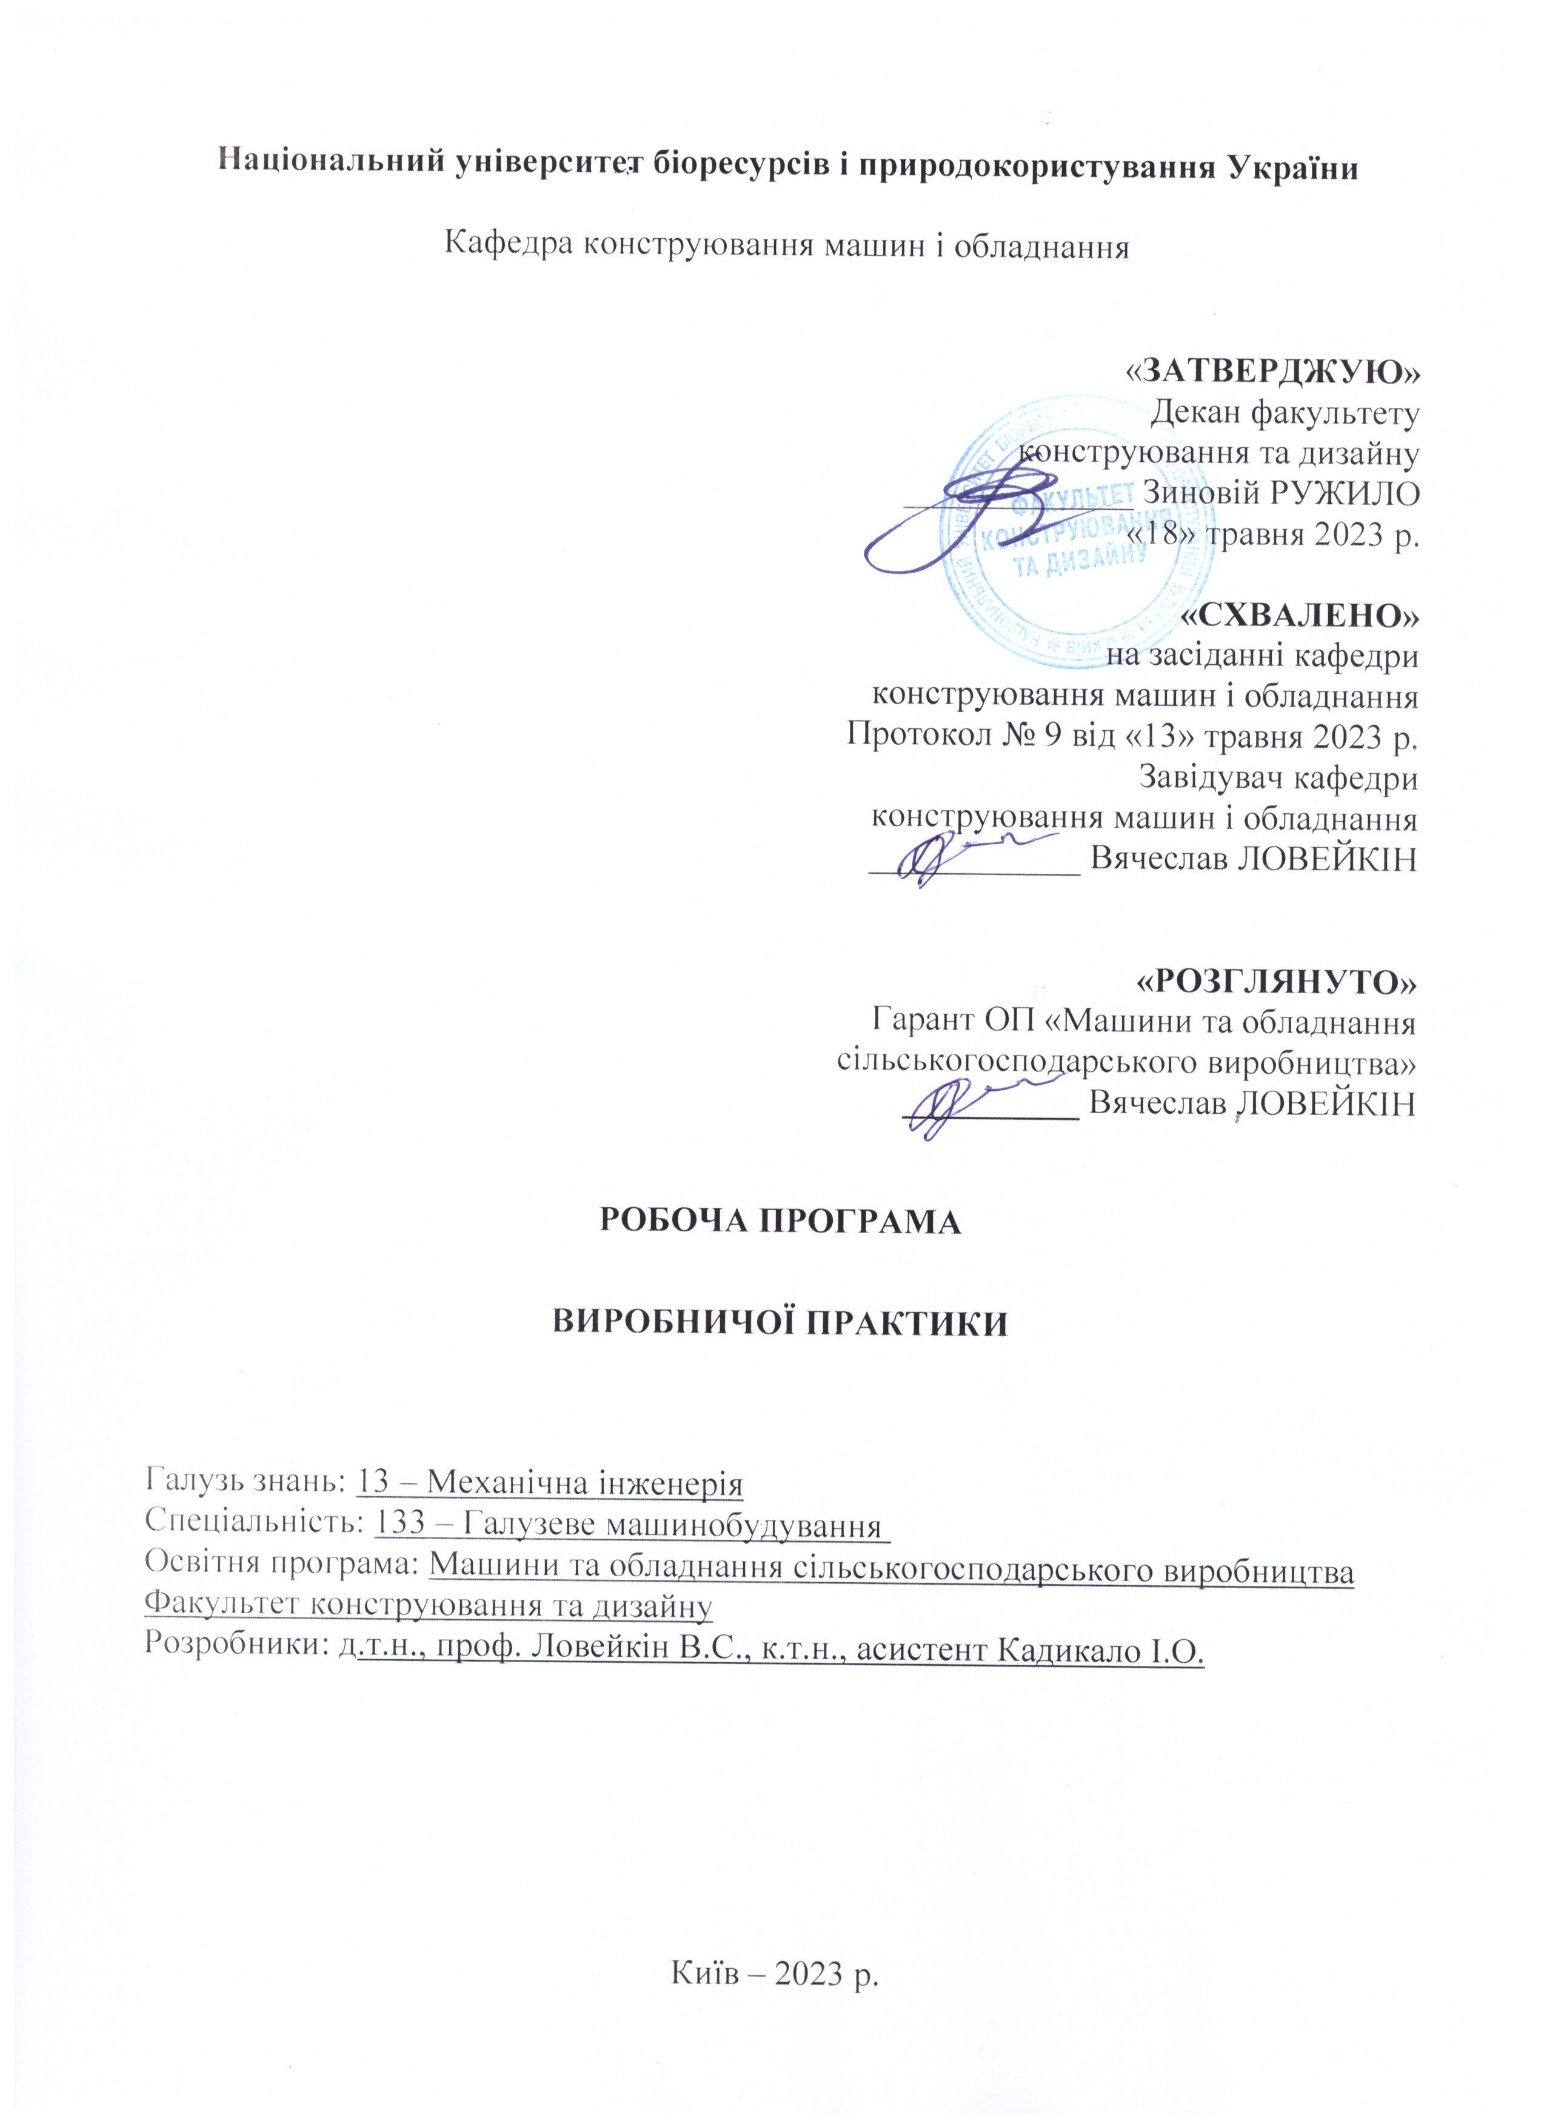 Національний університет біоресурсів і природокористування України
Кафедра конструювання машин і обладнання
«ЗАТВЕРДЖУЮ»
Декан факультету
конструювання та дизайну
Зиновій РУЖИЛО
«18» травня 2023 р.
ФАКУЛЬТЕТ
КОНСТРУЮВАННЯ
ТА ДИЗАЙНУ
«СХВАЛЕНО»
на засіданні кафедри
конструювання машин і обладнання
Протокол № 9 від «13» травня 2023 р.
Завідувач кафедри
конструювання машин і обладнання
Вячеслав ЛОВЕЙКІН
«РОЗГЛЯНУТО»
Гарант ОП «Машини та обладнання
сільськогосподарського виробництва»
Вячеслав ЛОВЕЙКІН
РОБОЧА ПРОГРАМА
ВИРОБНИЧОЇ ПРАКТИКИ
Галузь знань: 13 – Механічна інженерія
Спеціальність: 133 – Галузеве машинобудування
Освітня програма: Машини та обладнання сільськогосподарського виробництва
Факультет конструювання та дизайну
Розробники: д.т.н., проф. Ловейкін В.С., к.т.н., асистент Кадикало І.О.
Київ – 2023 р.